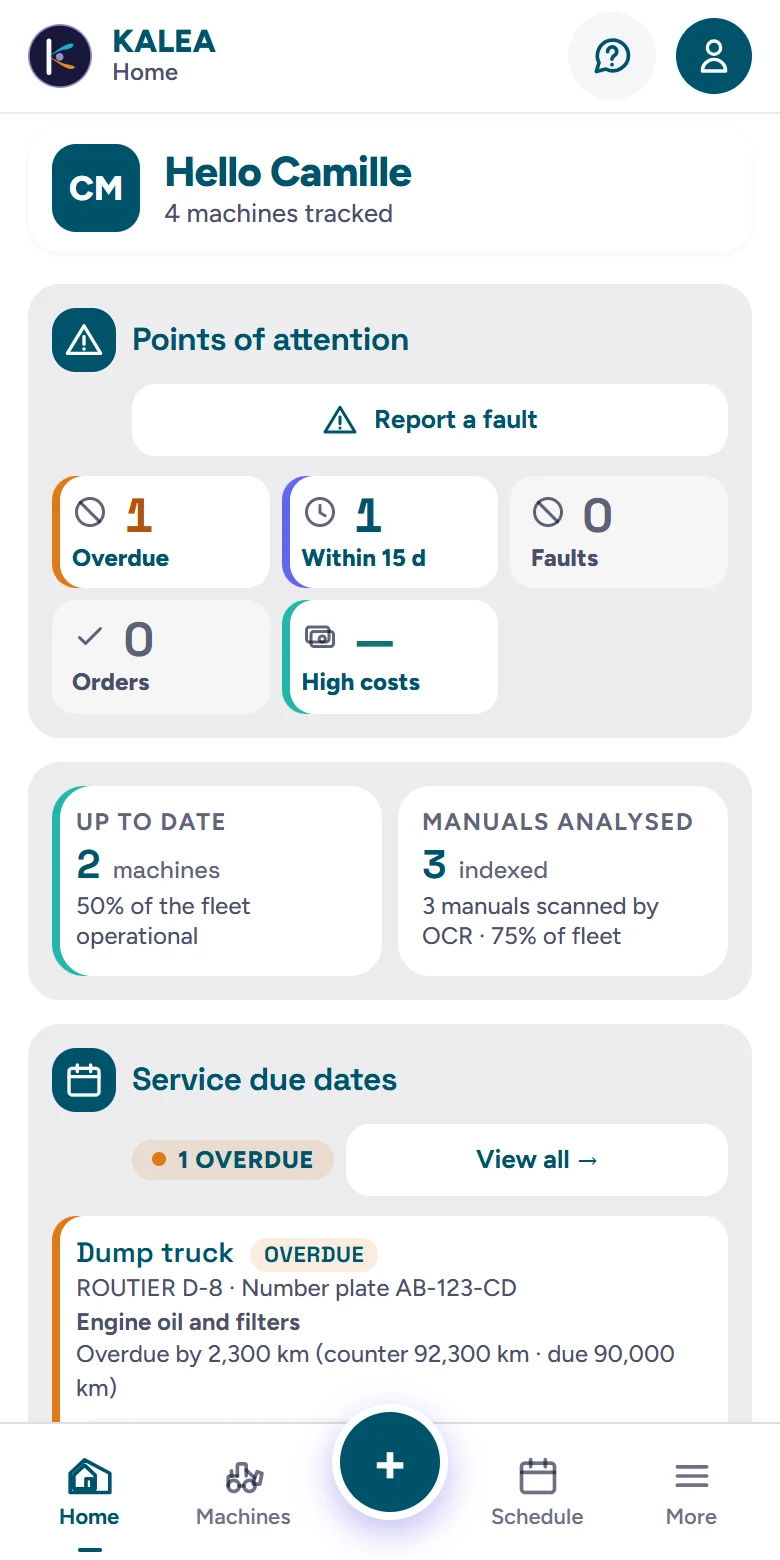 KALEA
Home
CM
Hello Camille
4 machines tracked
Points of attention
Report a fault
1
Overdue
1
Within 15 d
0
Faults
0
Orders
—
High costs
UP TO DATE
2 machines
50% of the fleet
operational
MANUALS ANALYSED
3 indexed
3 manuals scanned by
OCR · 75% of fleet
Service due dates
1 OVERDUE
View all →
Dump truck OVERDUE
ROUTIER D-8 · Number plate AB-123-CD
Engine oil and filters
Overdue by 2,300 km (counter 92,300 km · due 90,000
km)
+
Home
Machines
Schedule
More